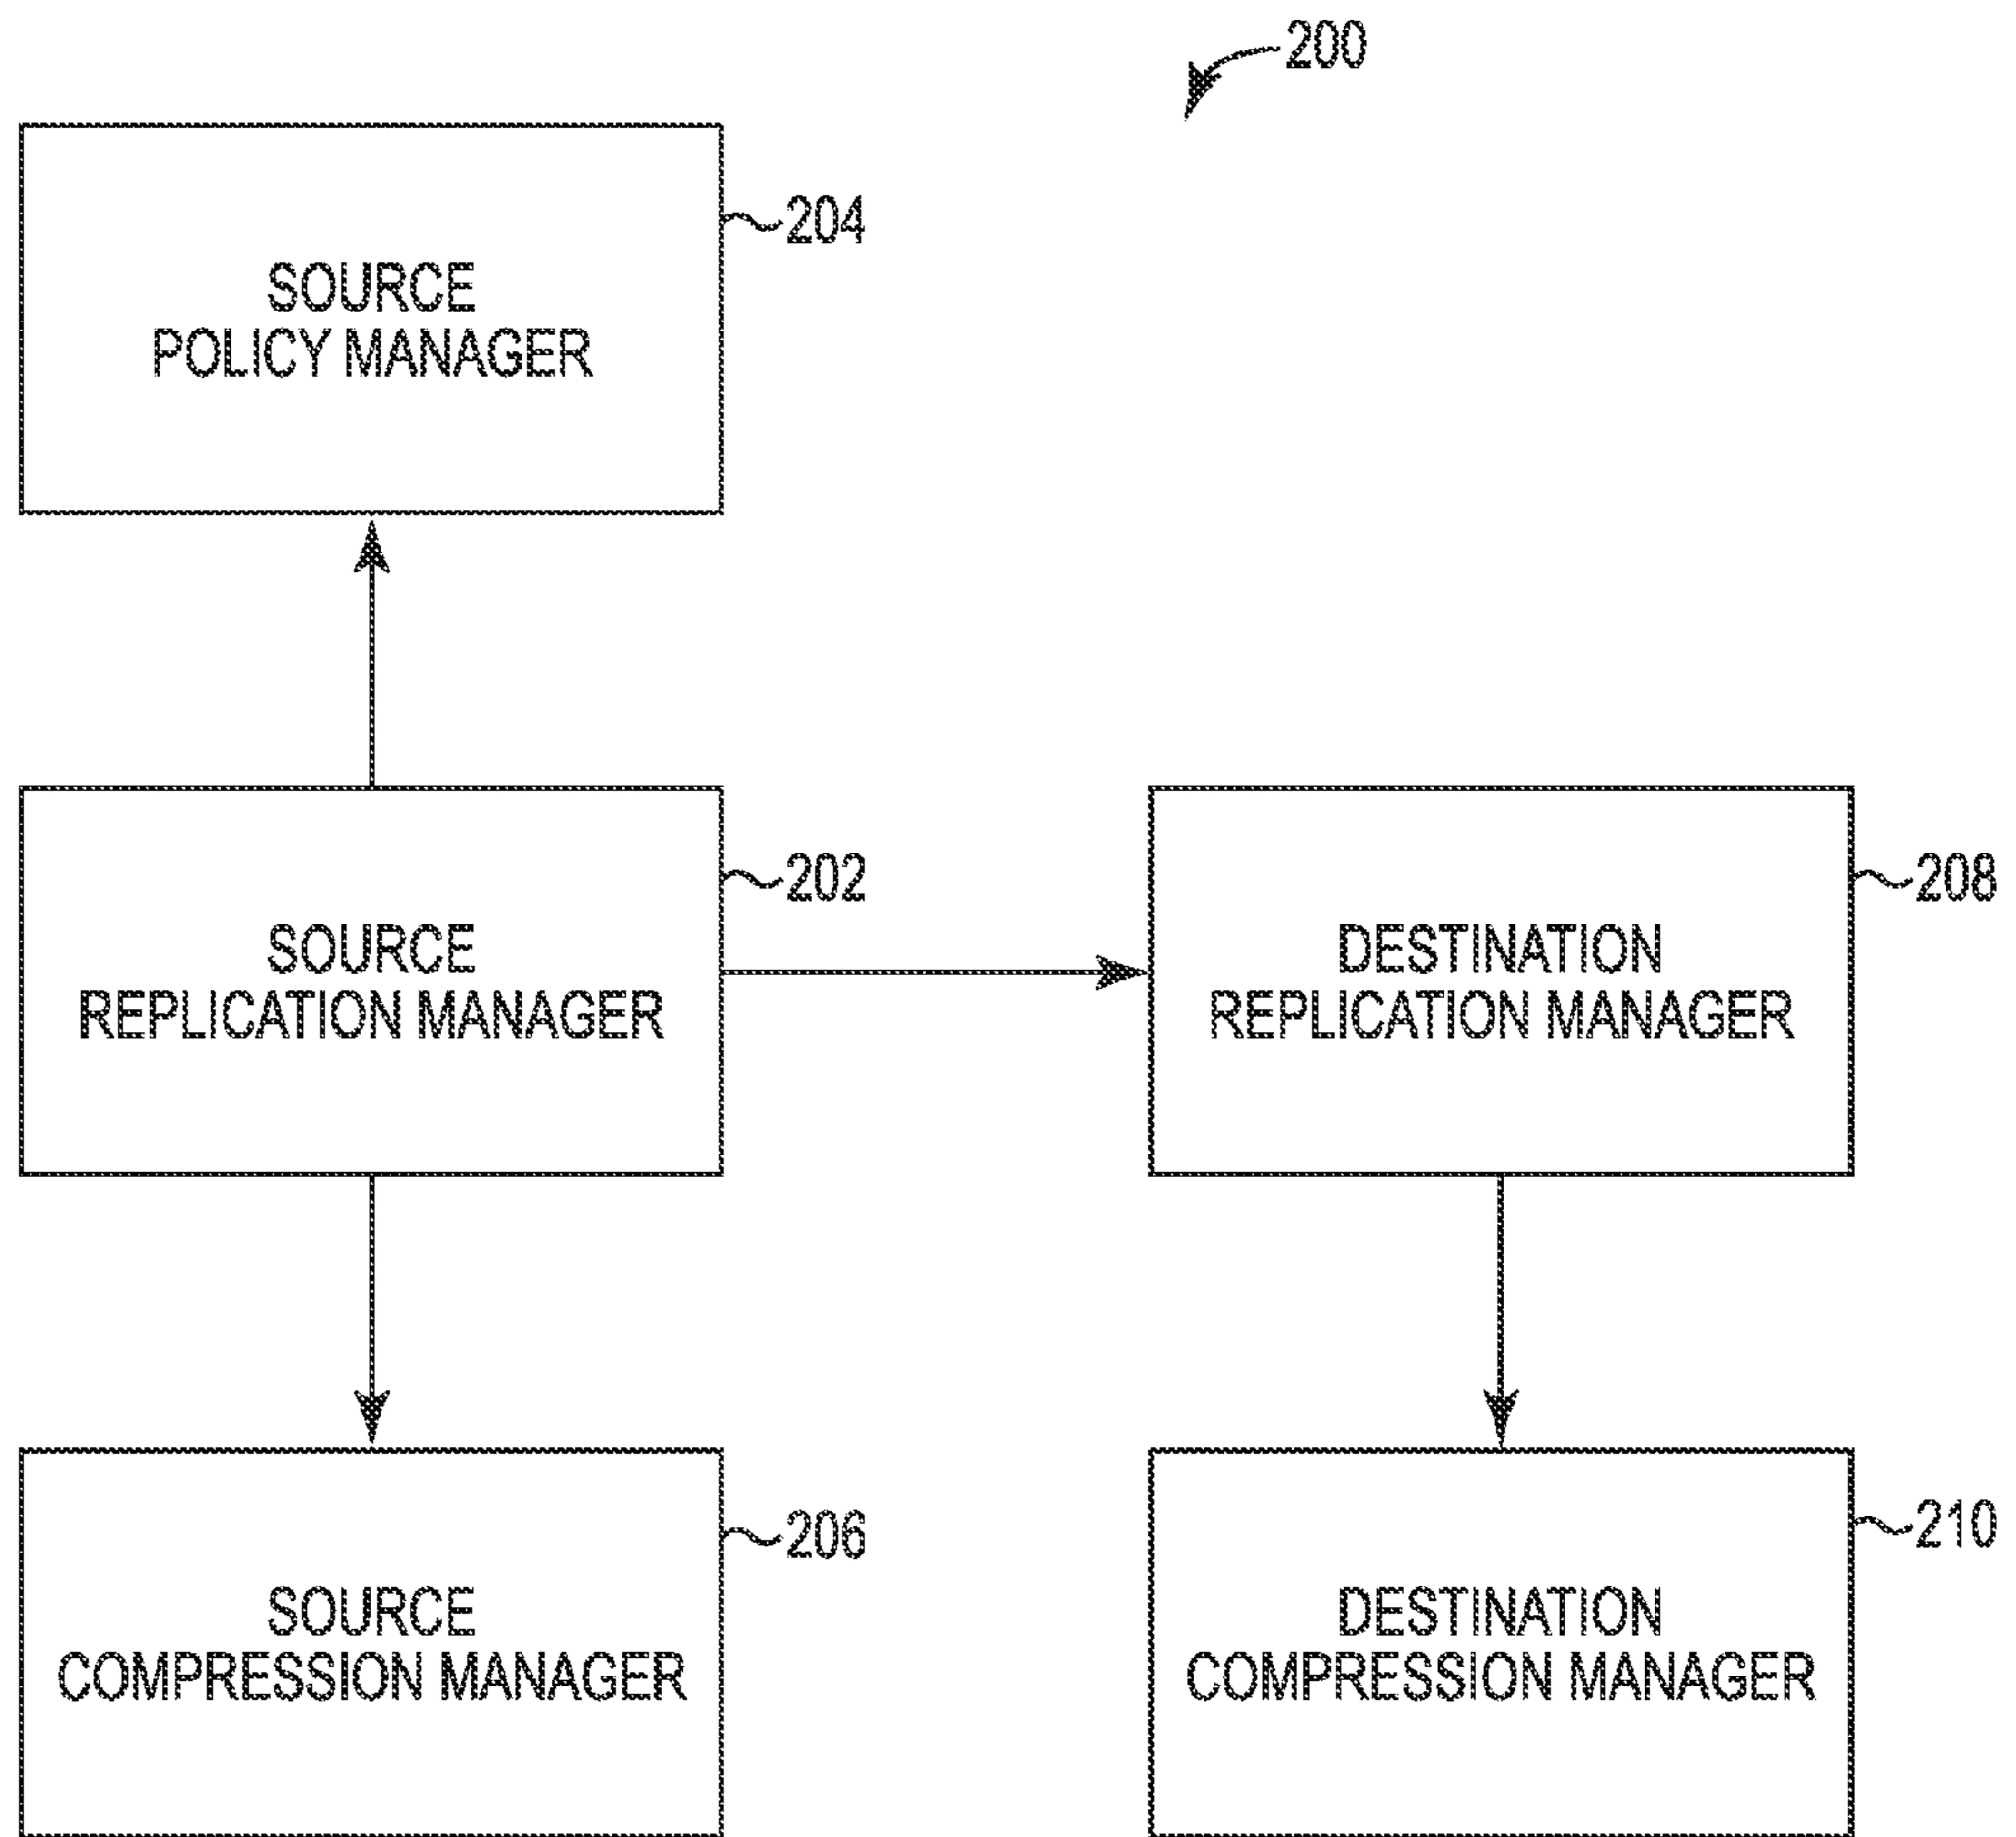 200
204
SOURCE
POLICY MANAGER
202
SOURCE
REPLICATION MANAGER
208
DESTINATION
REPLICATION MANAGER
206
SOURCE
COMPRESSION MANAGER
210
DESTINATION
COMPRESSION MANAGER